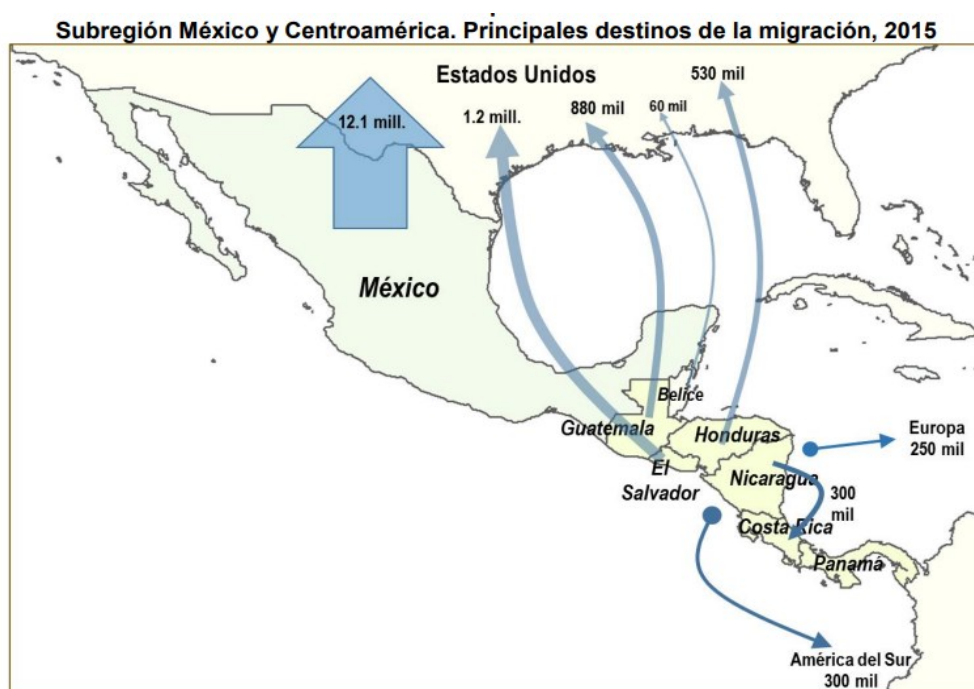 Subregión México y Centroamérica. Principales destinos de la migración, 2015
Estados Unidos
12.1 mill.
1.2 mill.
880 mil
60 mil
530 mil
México
Belice
Guatemala
Honduras
El
Salvador
Nicaragua
Europa
250 mil
300
mil
Costa Rica
Panamá
América del Sur
300 mil